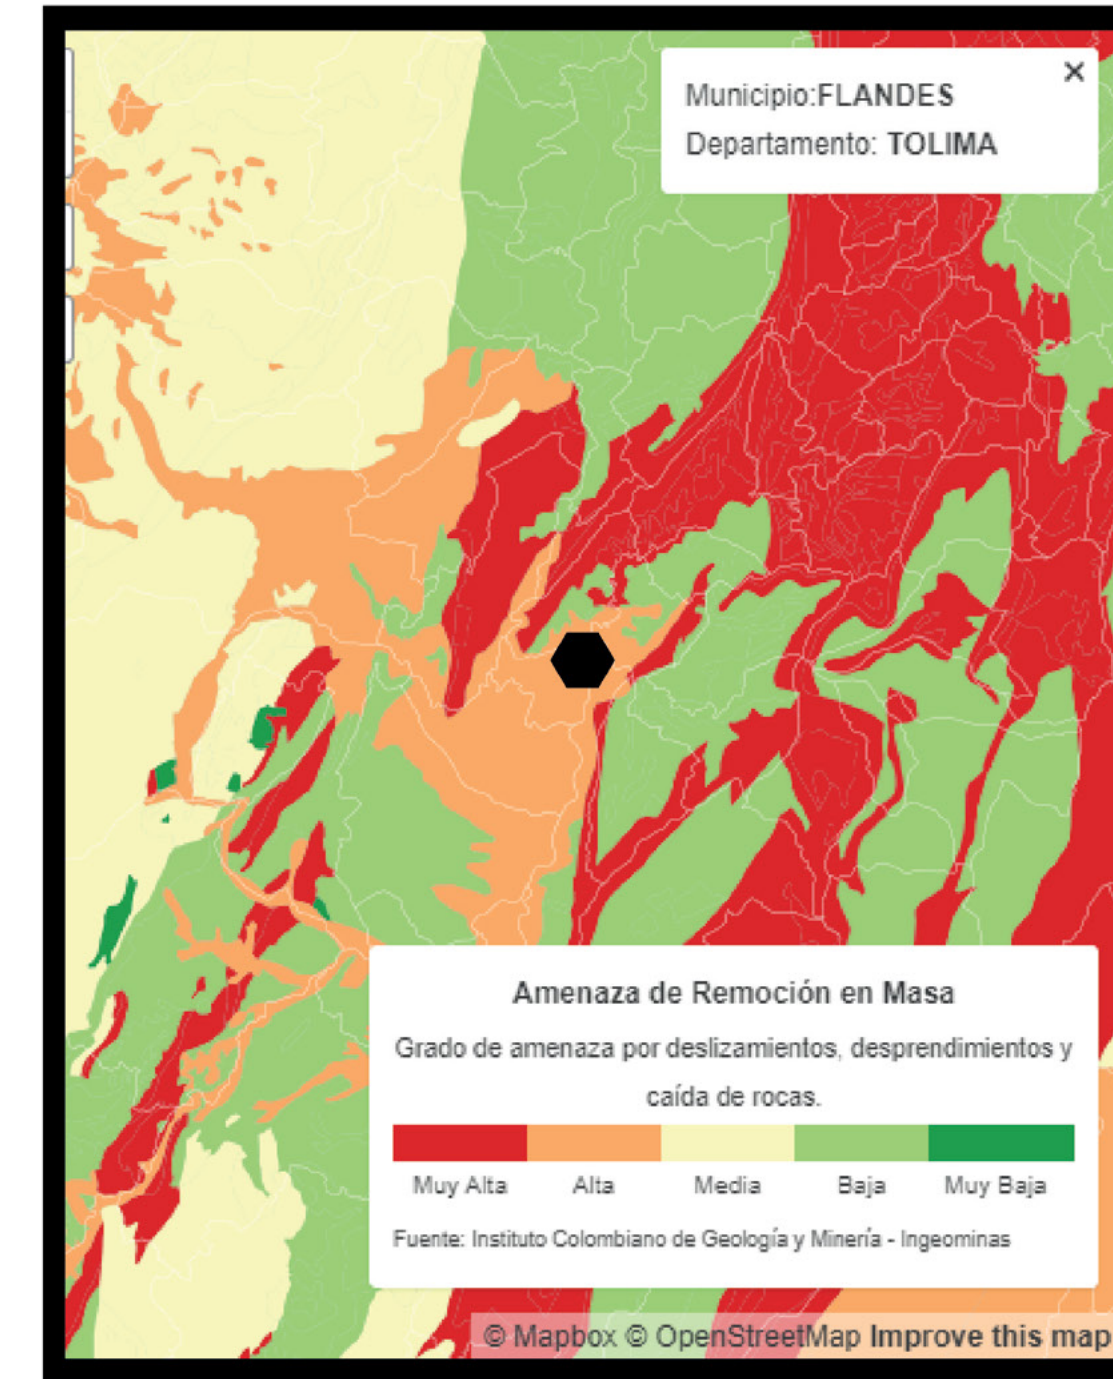 Municipio:FLANDES
×
Departamento: TOLIMA
Amenaza de Remoción en Masa
Grado de amenaza por deslizamientos, desprendimientos y
caída de rocas.
Muy Alta Alta Media Baja Muy Baja
Fuente: Instituto Colombiano de Geología y Minería - Ingeominas
© Mapbox © OpenStreetMap Improve this map